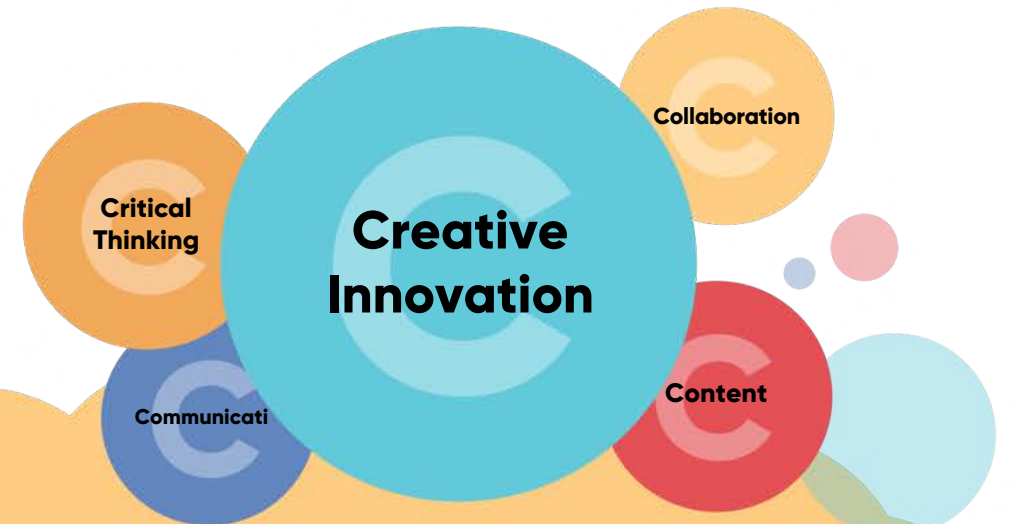 Collaboration
Critical
Thinking
Creative
Innovation
Content
Communicati
C
C
C
C
C